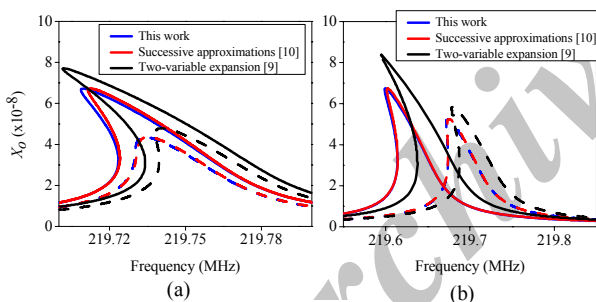 This work
Successive approximations [10]
Two-variable expansion [9]
X0 (x10-8)
10
8
6
4
2
0
219.72 219.75 219.78
Frequency (MHz)
(a)
This work
Successive approximations [10]
Two-variable expansion [9]
10
8
6
4
2
0
219.6 219.7 219.8
Frequency (MHz)
(b)